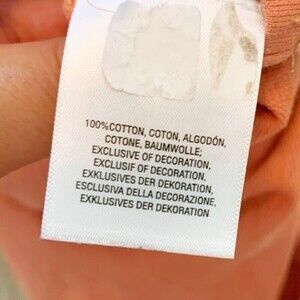 100%COTTON, COTON, ALGODÓN,
COTONE, BAUMWOLLE;
EXCLUSIVE OF DECORATION,
EXCLUSIF OF DECORATION.
EXKLUSIVES DER DEKORATION,
ESCLUSIVA DELLA DECORAZIONE,
EXKLUSIVES DER DEKORATION